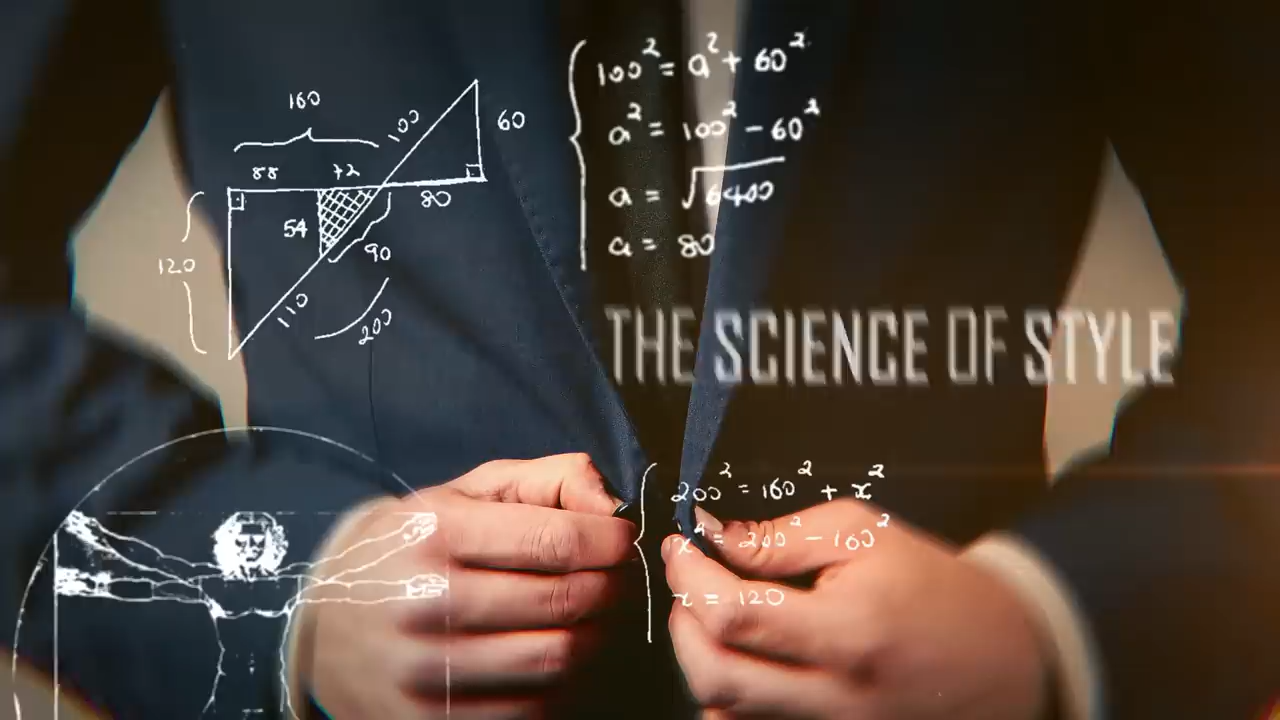 160
100
60
88
72
80
54
90
120
110
200
100² = a² + 60²
a² = 100² - 60²
a = √6400
a = 80
THE SCIENCE OF STYLE
200² = 160² + x²
x² = 200² - 160²
x = 120